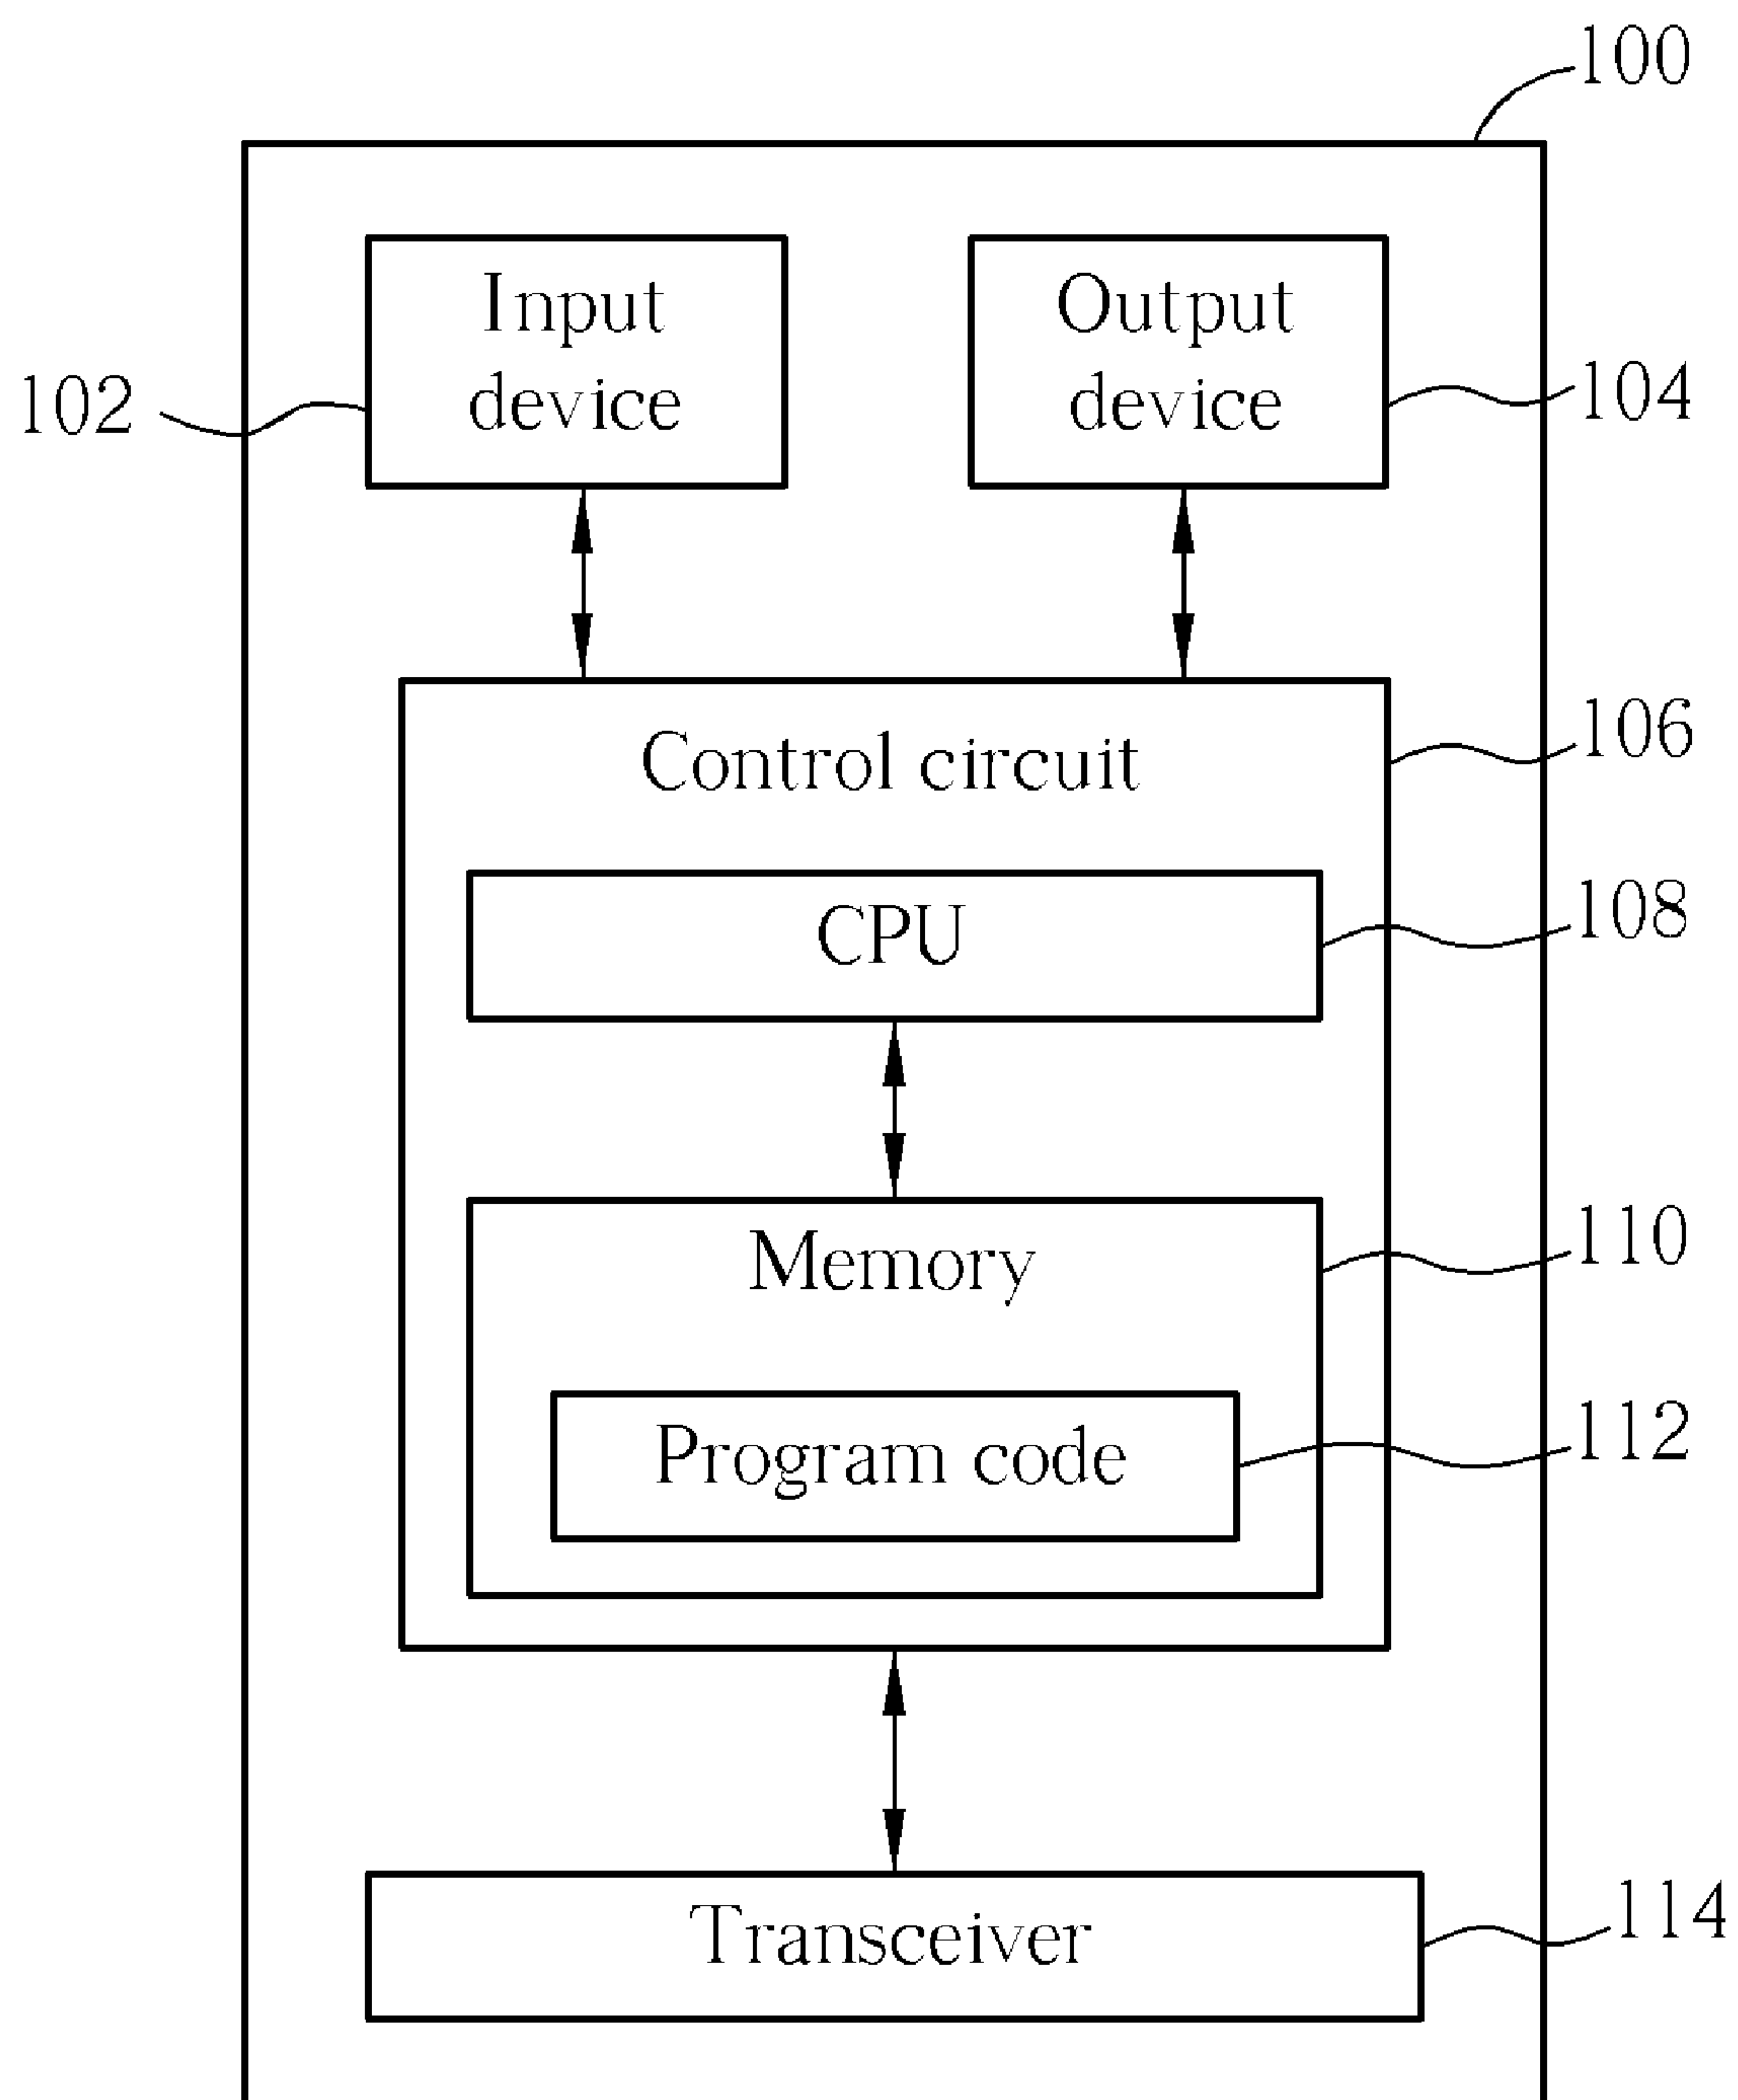 100
Input
device
Output
device
102
104
Control circuit
106
CPU
108
Memory
110
Program code
112
Transceiver
114